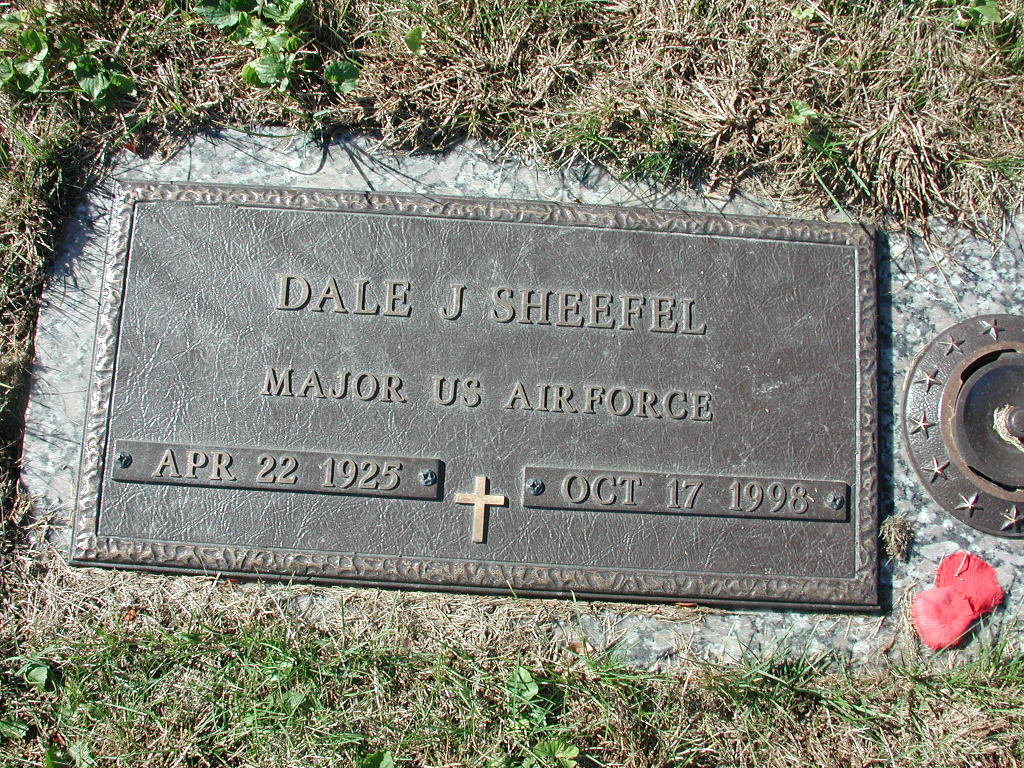 DALE J SHEEFEL
MAJOR US AIRFORCE
APR 22 1925 OCT 17 1998